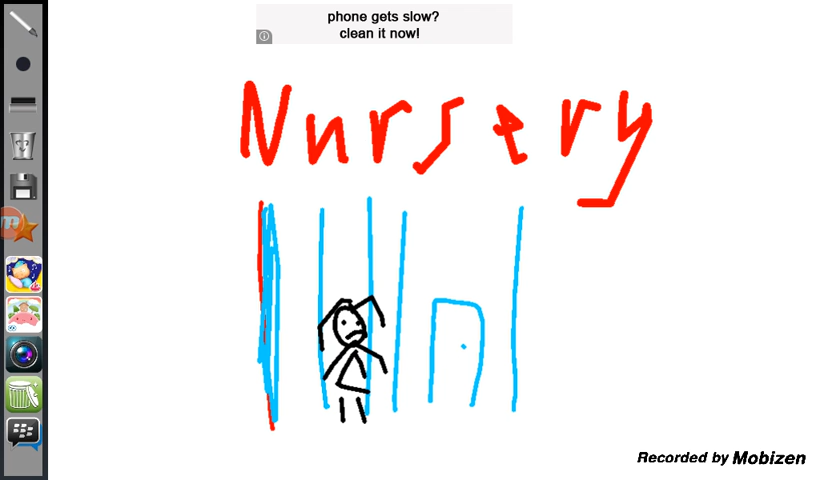 phone gets slow?
clean it now!
Nursery
Recorded by Mobizen